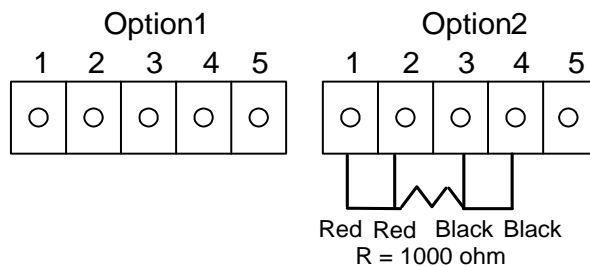 Option1 Option2
1 2 3 4 5 1 2 3 4 5
Red Red Black Black
R = 1000 ohm